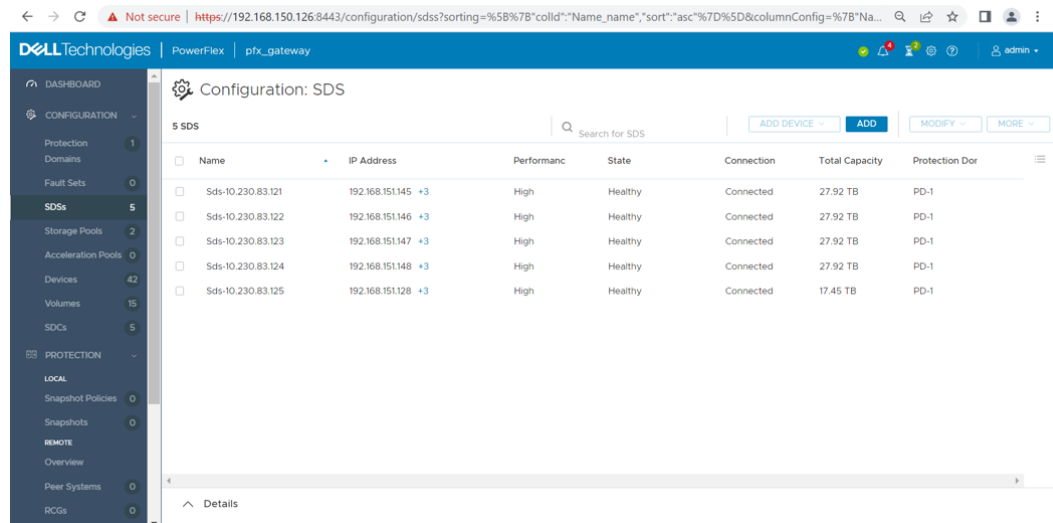 Not secure | https://192.168.150.126:8443/configuration/sdss?sorting=%5B%7B"colId":"Name_name","sort":"asc"%7D%5D&columnConfig=%7B"Na...
DELLTechnologies | PowerFlex | pfx_gateway
4
2
admin
DASHBOARD
CONFIGURATION
Protection Domains 1
Fault Sets 0
SDSs 5
Storage Pools 2
Acceleration Pools 0
Devices 42
Volumes 15
SDCs 5
PROTECTION
LOCAL
Snapshot Policies 0
Snapshots 0
REMOTE
Overview
Peer Systems 0
RCGs 0
Configuration: SDS
5 SDS Search for SDS ADD DEVICE ADD MODIFY MORE
Name IP Address Performanc State Connection Total Capacity Protection Dor
Sds-10.230.83.121 192.168.151.145 +3 High Healthy Connected 27.92 TB PD-1
Sds-10.230.83.122 192.168.151.146 +3 High Healthy Connected 27.92 TB PD-1
Sds-10.230.83.123 192.168.151.147 +3 High Healthy Connected 27.92 TB PD-1
Sds-10.230.83.124 192.168.151.148 +3 High Healthy Connected 27.92 TB PD-1
Sds-10.230.83.125 192.168.151.128 +3 High Healthy Connected 17.45 TB PD-1
Details